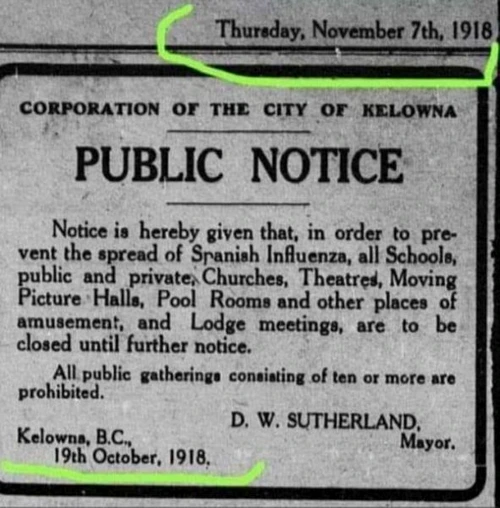 Thursday, November 7th, 1918
CORPORATION OF THE CITY OF KELOWNA
PUBLIC NOTICE
Notice is hereby given that, in order to pre-
vent the spread of Spanish Influenza, all Schools,
public and private, Churches, Theatres, Moving
Picture Halls, Pool Rooms and other places of
amusement, and Lodge meetings, are to be
closed until further notice.
All public gatherings consisting of ten or more are
prohibited.
D. W. SUTHERLAND,
Mayor.
Kelowna, B.C.,
19th October, 1918.